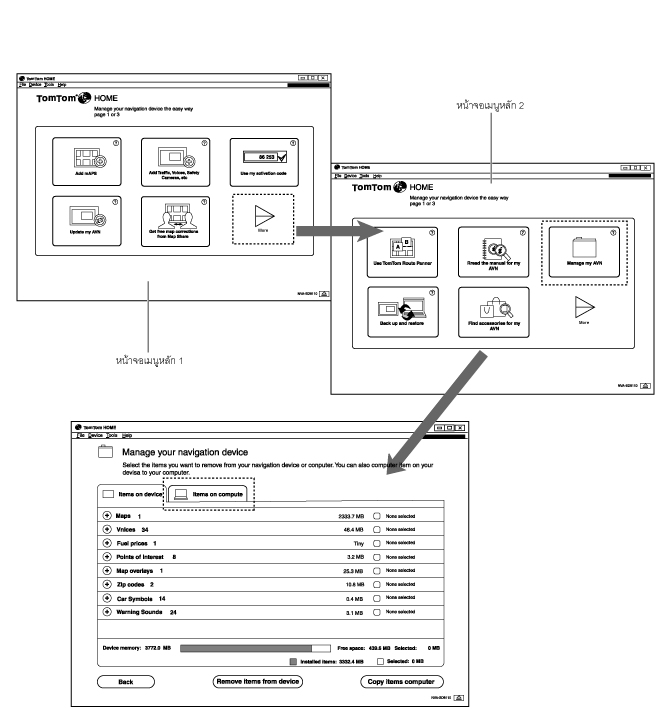 TomTom HOME
File Device Tools Help
TomTom HOME
Manage your navigation device the easy way
page 1 or 3
Add mAPS
Add Traffic, Voices, Safety
Cameras, etc
86 293
Use my activation code
Update my AVN
Get free map corrections
from Map Share
More
หน้าจอเมนูหลัก 1
หน้าจอเมนูหลัก 2
TomTom HOME
File Device Tools Help
TomTom HOME
Manage your navigation device the easy way
page 1 or 3
A B
Use TomTom Route Panner
Rread the manual for my
AVN
Manage my AVN
Back up and restore
Find accessories for my
AVN
More
TomTom HOME
File Device Tools Help
Manage your navigation device
Select the items you want to remove from your navigation device or conputer. You can also computer item on your
devisa to your computer.
Items on device
Items on compute
Maps 1 2333.7 MB None selected
Vnices 34 46.4 MB None selected
Fuel prices 1 Tiny None selected
Points of Interest 8 3.2 MB None selected
Map overlays 1 25.3 MB None selected
Zip codes 2 10.8 MB None selected
Car Symbols 14 0.4 MB None selected
Warning Sounds 24 3.1 MB None selected
Device memory: 3772.0 MB Free space: 439.6 MB Selected: 0 MB
Installed items: 3332.4 MB Selected: 0 MB
Back
Remove items from device
Copy items computer